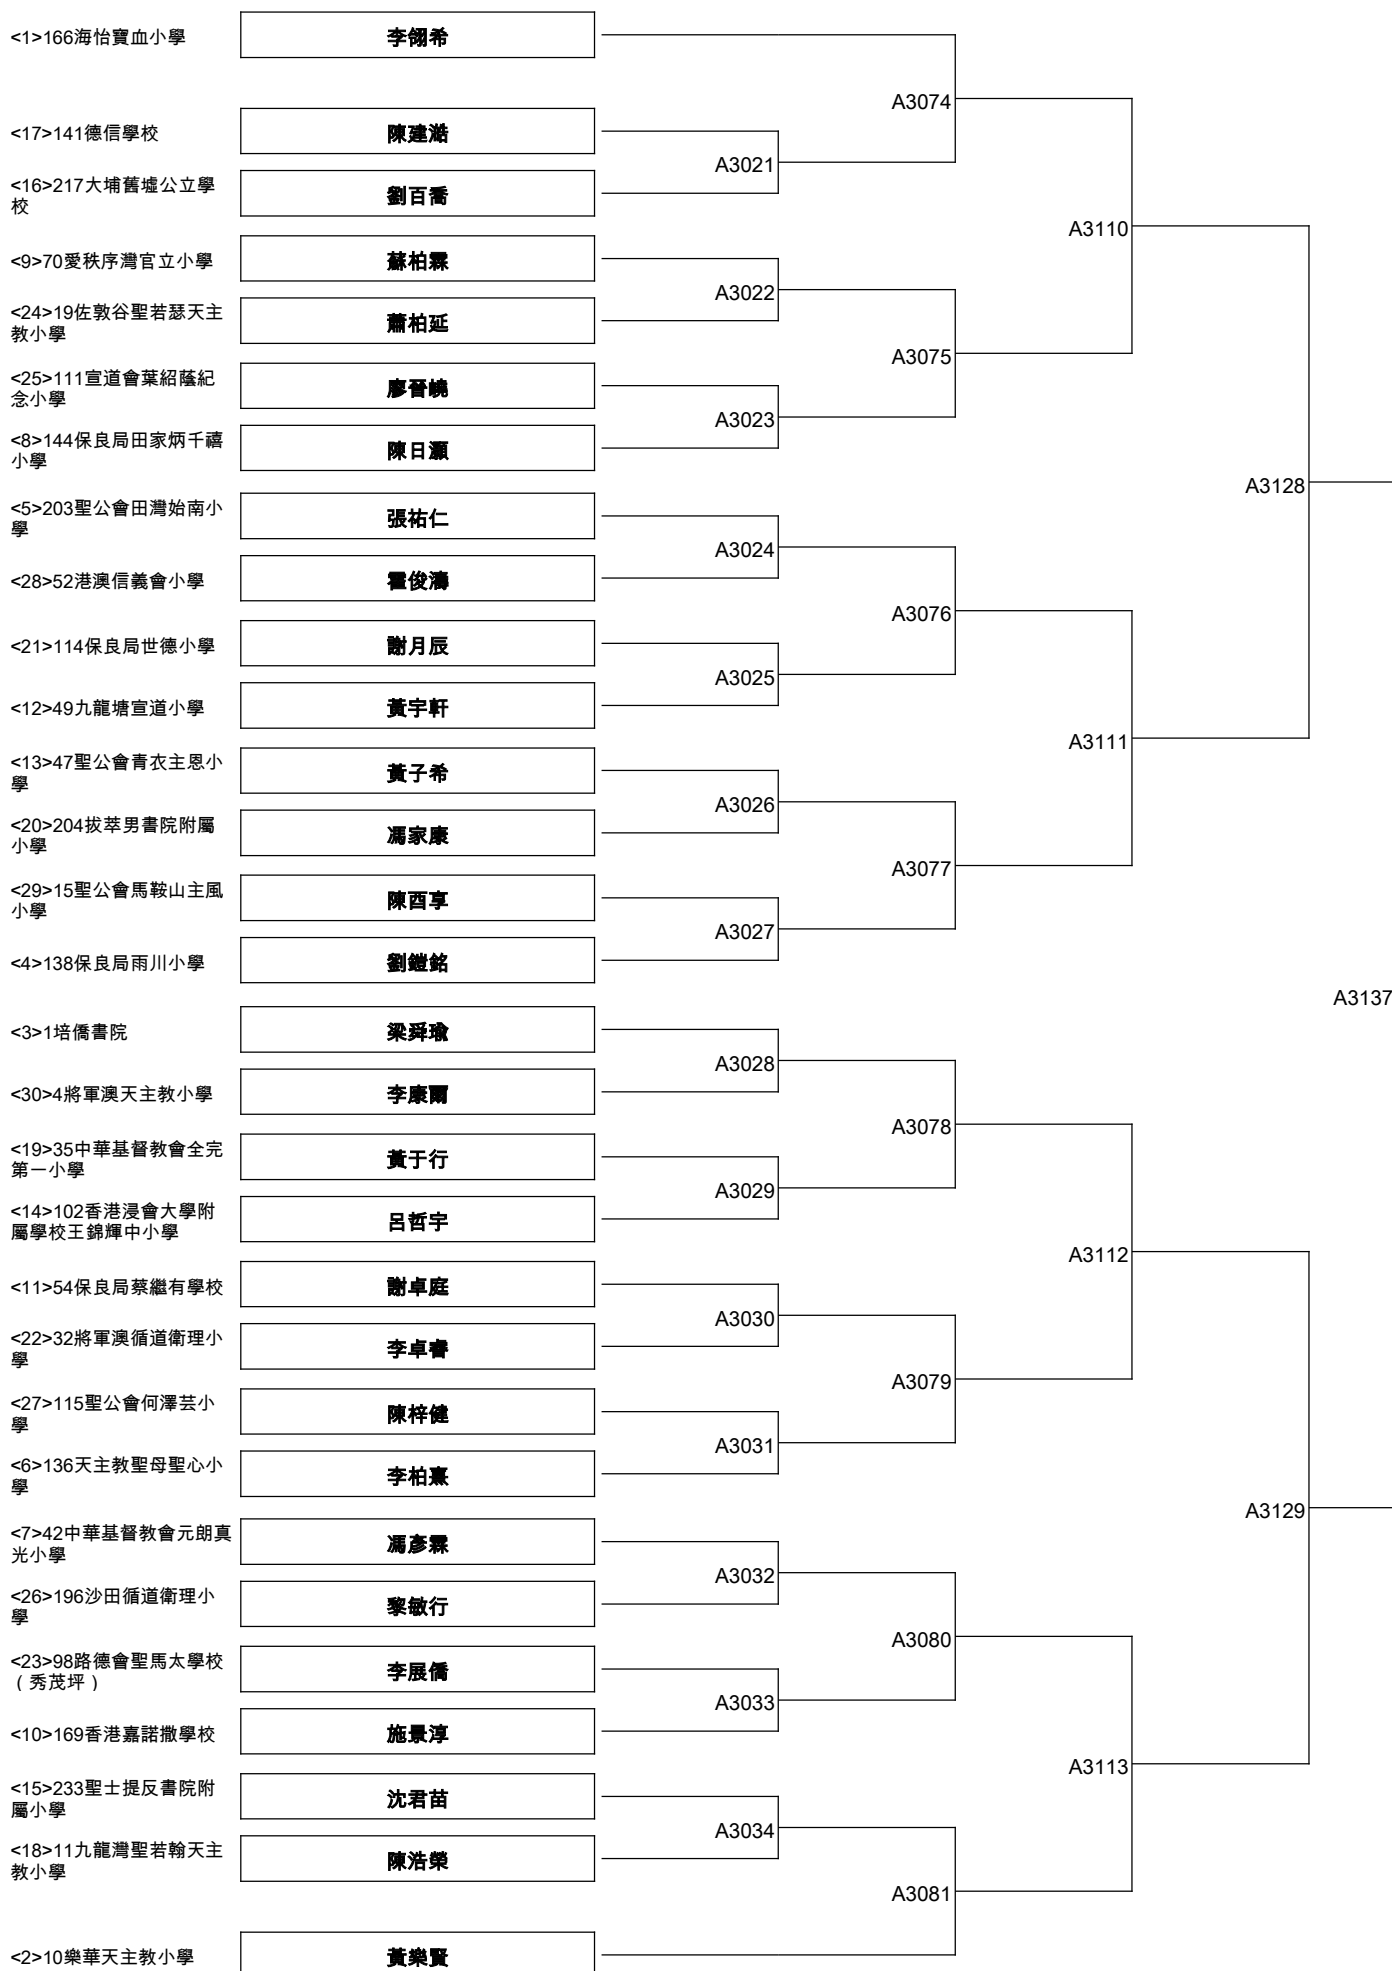 <1>166海怡寶血小學
李翎希
A3074
<17>141德信學校
陳建澔
A3021
<16>217大埔舊墟公立學
校
劉百喬
A3110
<9>70愛秩序灣官立小學
蘇柏霖
A3022
<24>19佐敦谷聖若瑟天主
教小學
蕭柏延
A3075
<25>111宣道會葉紹蔭紀
念小學
廖晉嶢
A3023
<8>144保良局田家炳千禧
小學
陳日灝
A3128
<5>203聖公會田灣始南小
學
張祐仁
A3024
<28>52港澳信義會小學
霍俊濤
A3076
<21>114保良局世德小學
謝月辰
A3025
<12>49九龍塘宣道小學
黃宇軒
A3111
<13>47聖公會青衣主恩小
學
黃子希
A3026
<20>204拔萃男書院附屬
小學
馮家康
A3077
<29>15聖公會馬鞍山主風
小學
陳酉享
A3027
<4>138保良局雨川小學
劉鎧銘
A3137
<3>1培僑書院
梁舜瑜
A3028
<30>4將軍澳天主教小學
李康爾
A3078
<19>35中華基督教會全完
第一小學
黃于行
A3029
<14>102香港浸會大學附
屬學校王錦輝中小學
呂哲宇
A3112
<11>54保良局蔡繼有學校
謝卓庭
A3030
<22>32將軍澳循道衛理小
學
李卓睿
A3079
<27>115聖公會何澤芸小
學
陳梓健
A3031
<6>136天主教聖母聖心小
學
李柏熹
A3129
<7>42中華基督教會元朗真
光小學
馮彥霖
A3032
<26>196沙田循道衛理小
學
黎敏行
A3080
<23>98路德會聖馬太學校
（秀茂坪）
李展僑
A3033
<10>169香港嘉諾撒學校
施景淳
A3113
<15>233聖士提反書院附
屬小學
沈君苗
A3034
<18>11九龍灣聖若翰天主
教小學
陳浩榮
A3081
<2>10樂華天主教小學
黃樂賢